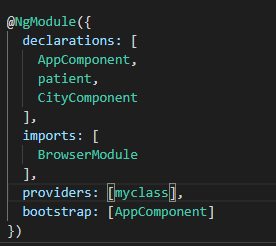 @NgModule({
  declarations: [
    AppComponent,
    patient,
    CityComponent
  ],
  imports: [
    BrowserModule
  ],
  providers: [myclass],
  bootstrap: [AppComponent]
})